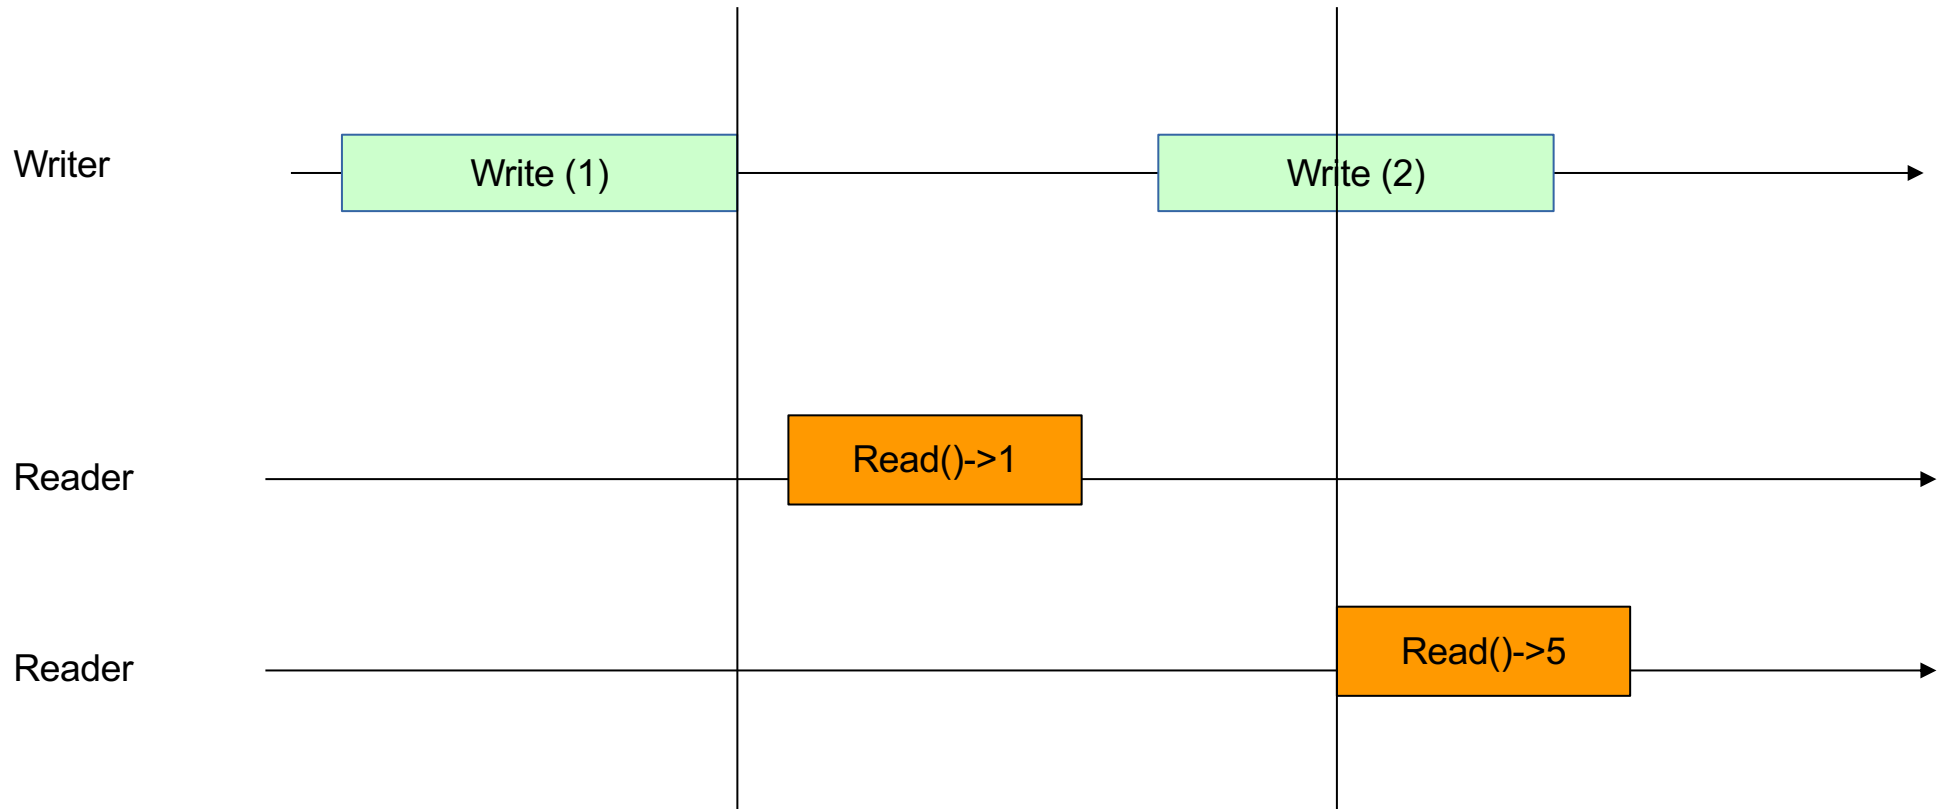 Writer
Write (1)
Write (2)
Reader
Read()->1
Reader
Read()->5